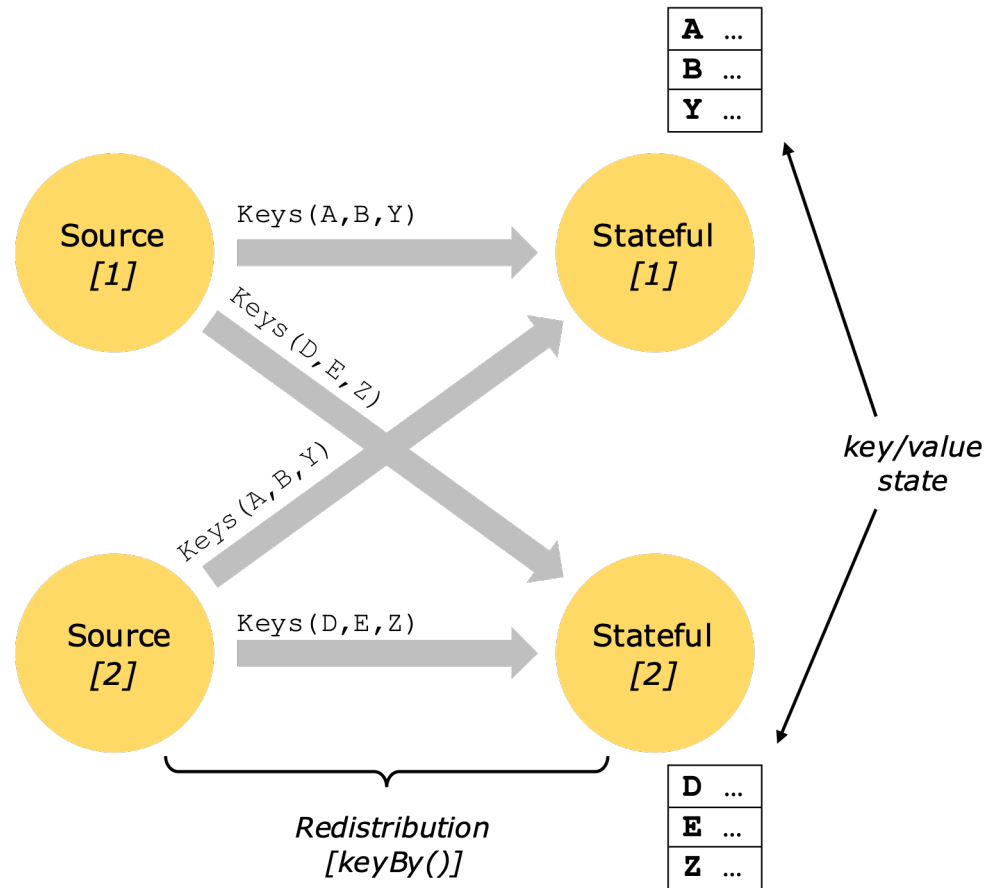 A …
B …
Y …
Source
[1]
Keys(A,B,Y)
Stateful
[1]
Keys(D,E,Z)
Keys(A,B,Y)
key/value
state
Source
[2]
Keys(D,E,Z)
Stateful
[2]
Redistribution
[keyBy()]
D …
E …
Z …